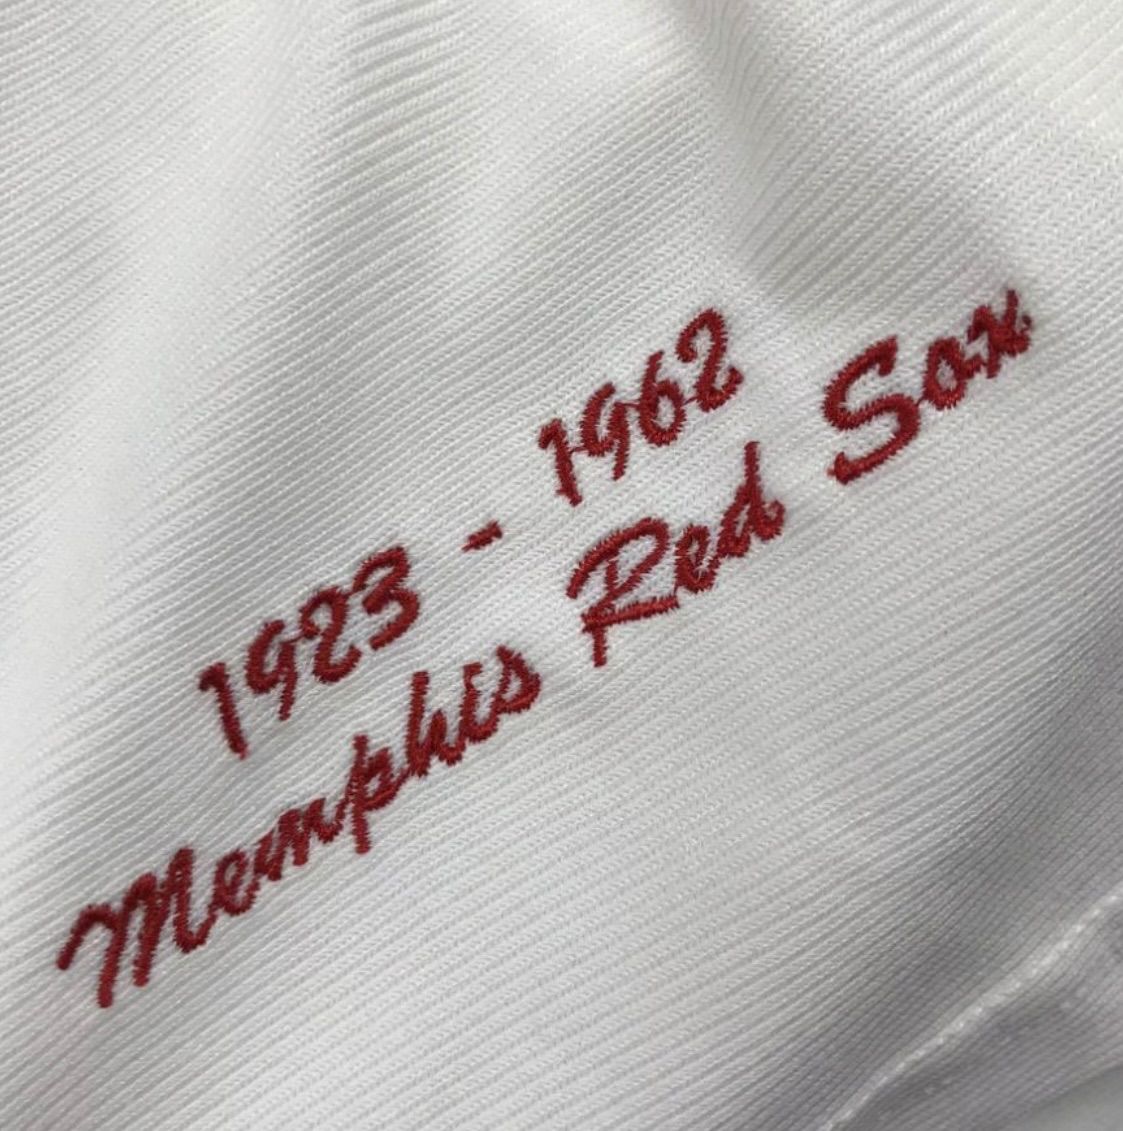 1923 - 1962
Memphis Red Sox